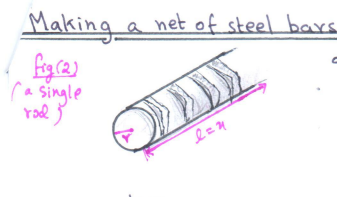 Making a net of steel bars
fig(2)
(a single
rod)
r
l = x